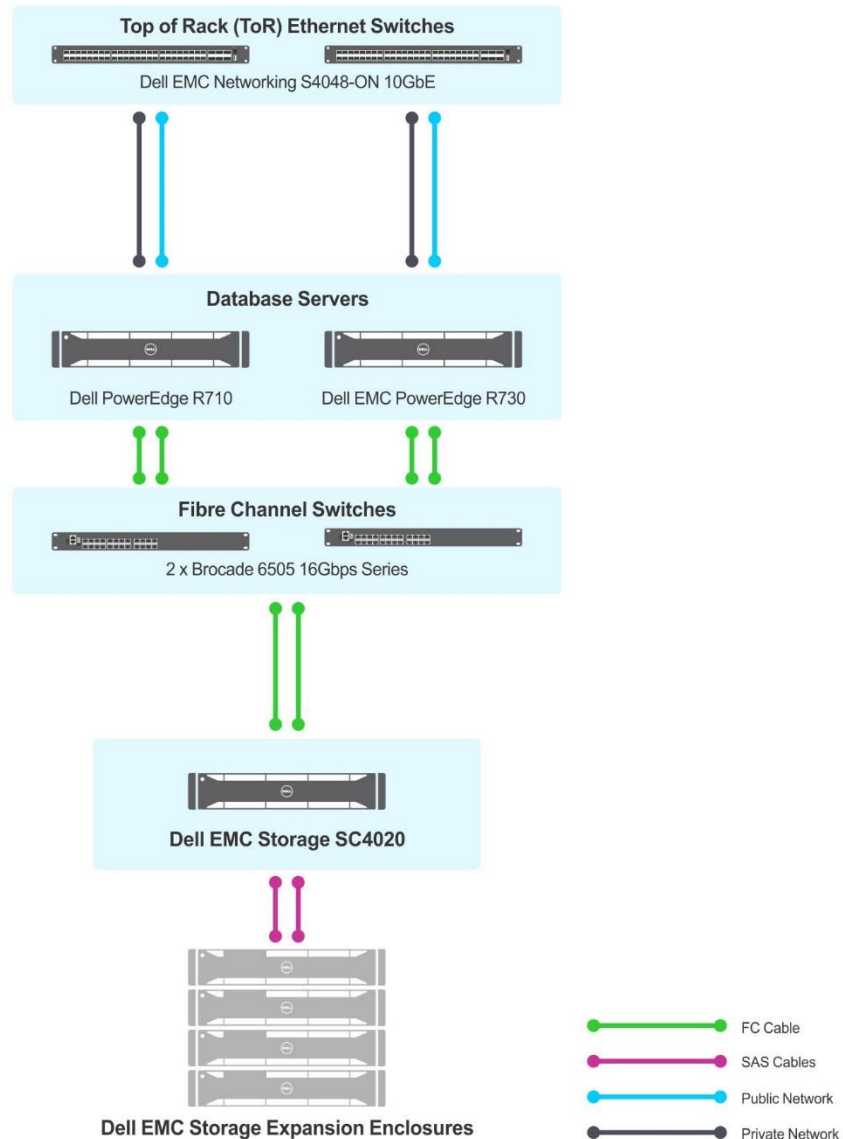 Top of Rack (ToR) Ethernet Switches
Dell EMC Networking S4048-ON 10GbE
Database Servers
Dell PowerEdge R710
Dell EMC PowerEdge R730
Fibre Channel Switches
2 x Brocade 6505 16Gbps Series
Dell EMC Storage SC4020
Dell EMC Storage Expansion Enclosures
FC Cable
SAS Cables
Public Network
Private Network